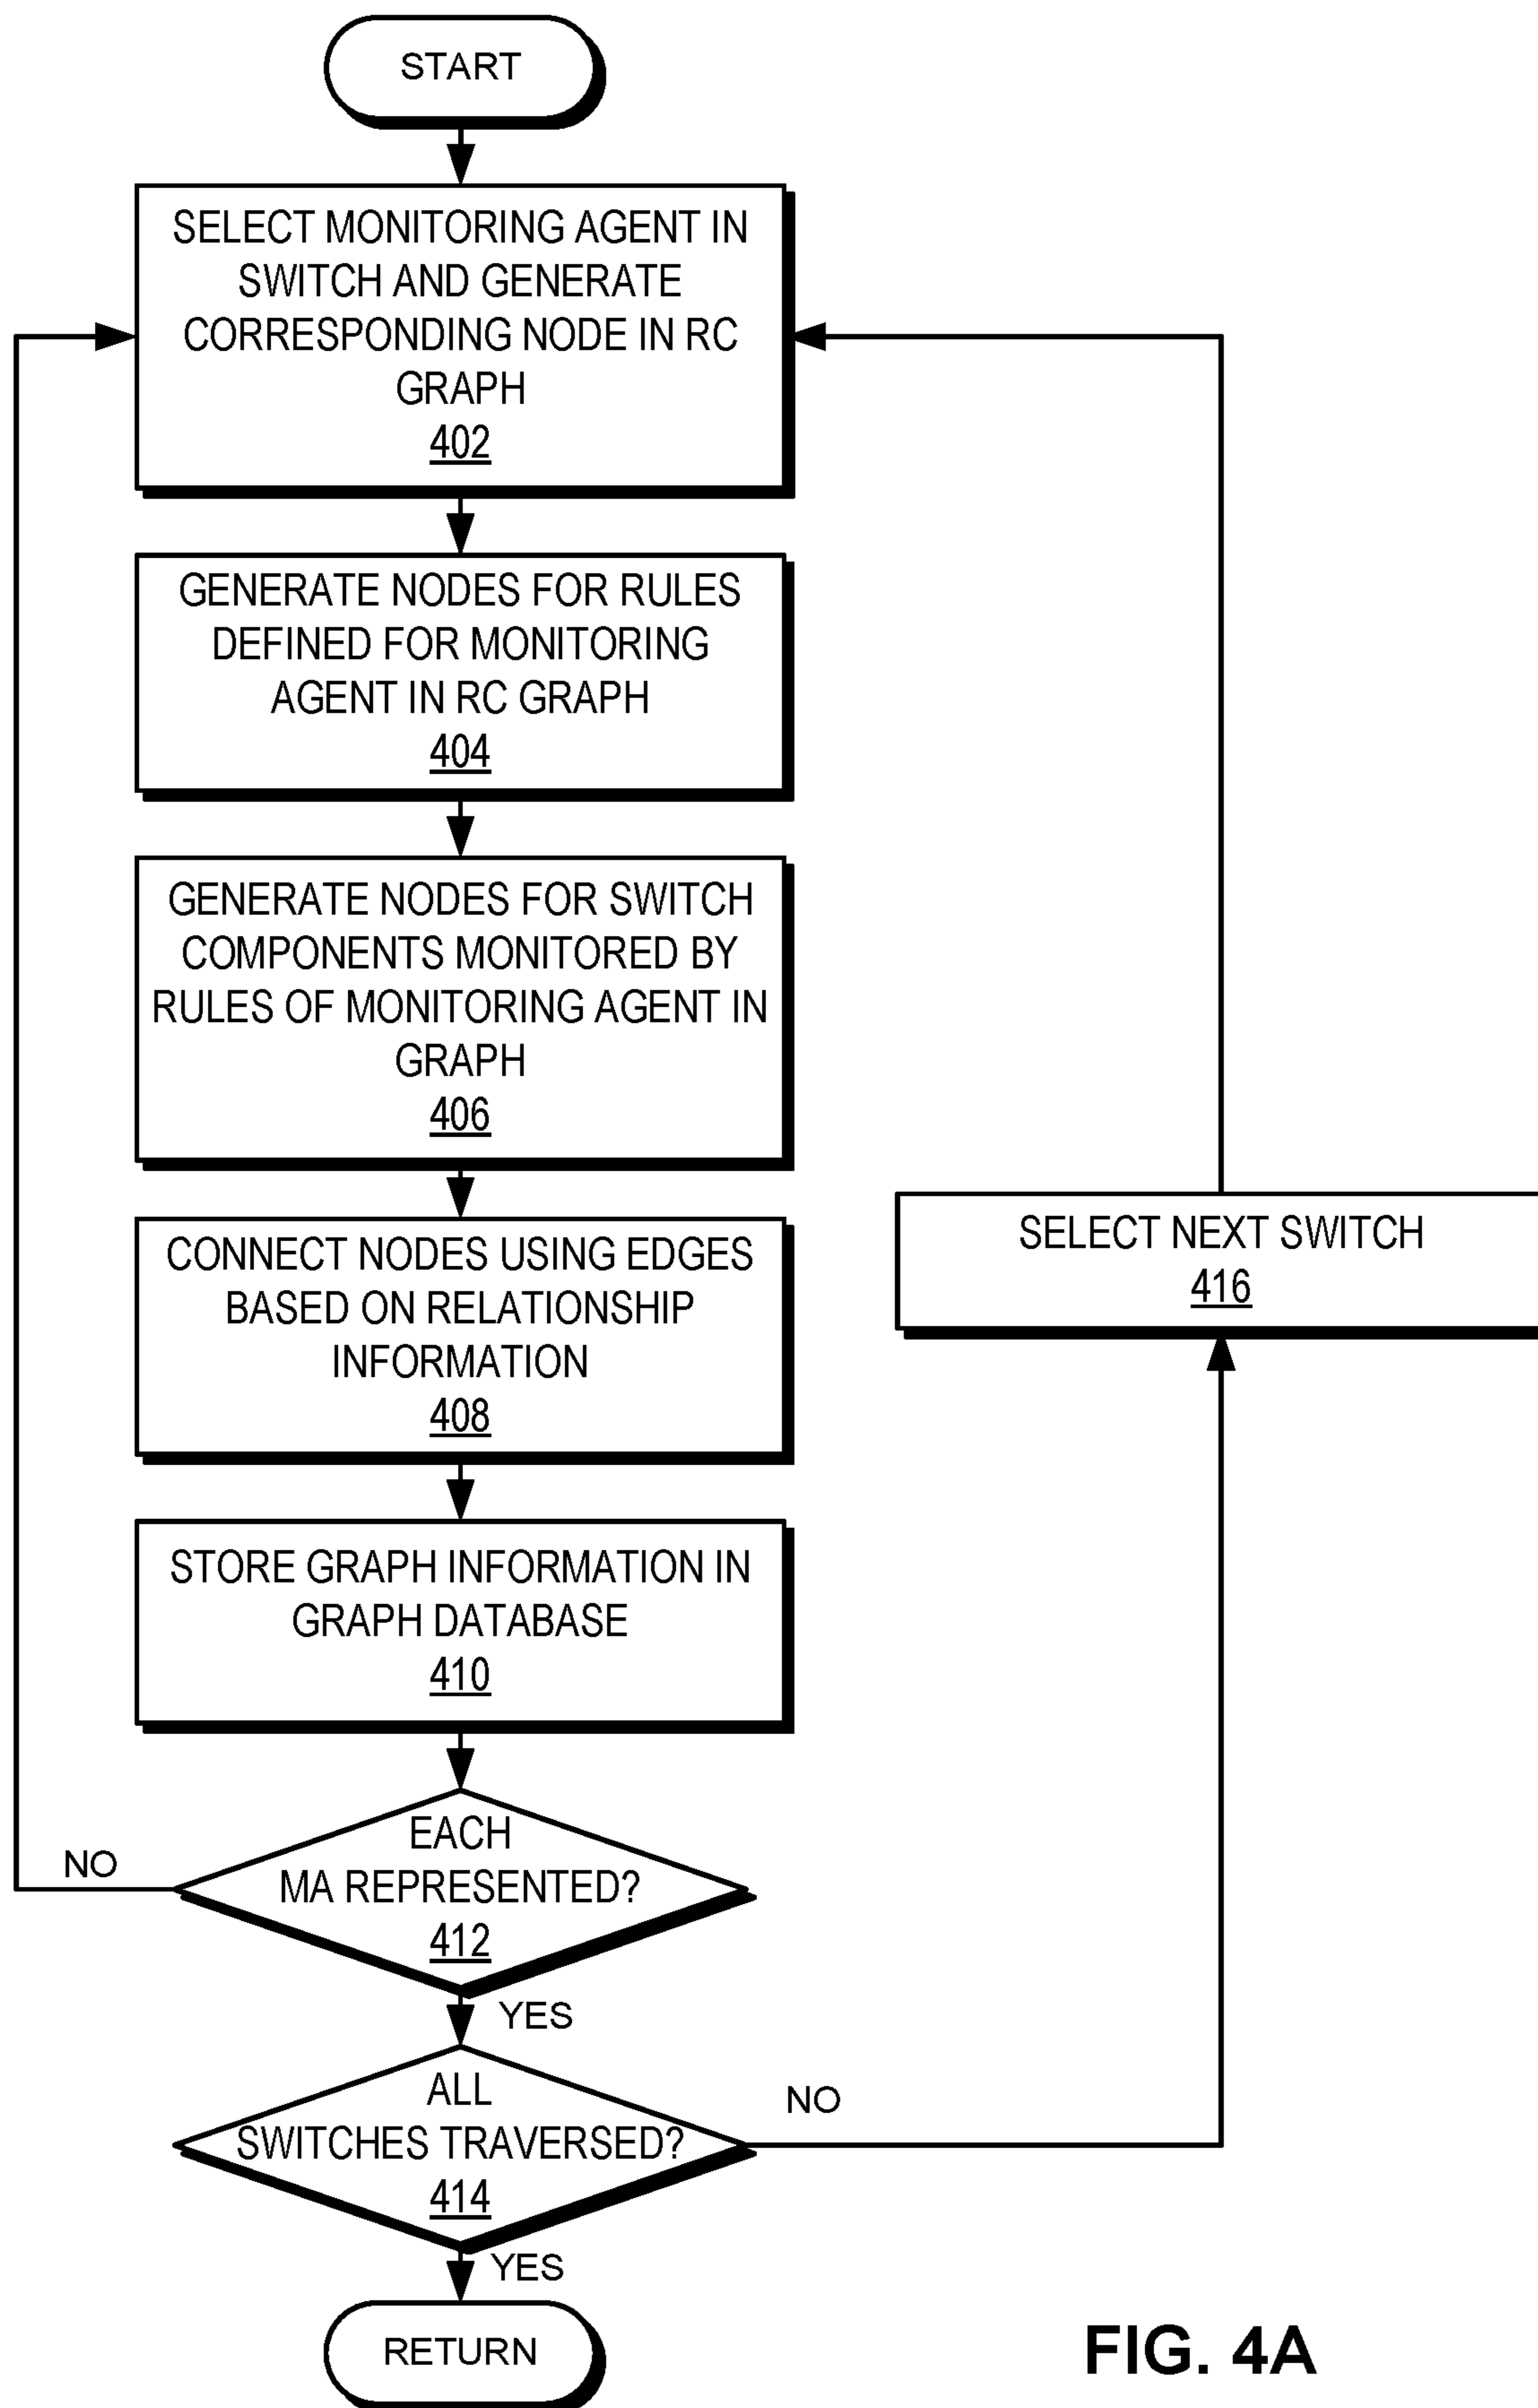 START
SELECT MONITORING AGENT IN
SWITCH AND GENERATE
CORRESPONDING NODE IN RC
GRAPH
402
GENERATE NODES FOR RULES
DEFINED FOR MONITORING
AGENT IN RC GRAPH
404
GENERATE NODES FOR SWITCH
COMPONENTS MONITORED BY
RULES OF MONITORING AGENT IN
GRAPH
406
CONNECT NODES USING EDGES
BASED ON RELATIONSHIP
INFORMATION
408
SELECT NEXT SWITCH
416
STORE GRAPH INFORMATION IN
GRAPH DATABASE
410
EACH
MA REPRESENTED?
412
NO
YES
ALL
SWITCHES TRAVERSED?
414
NO
YES
RETURN
FIG. 4A